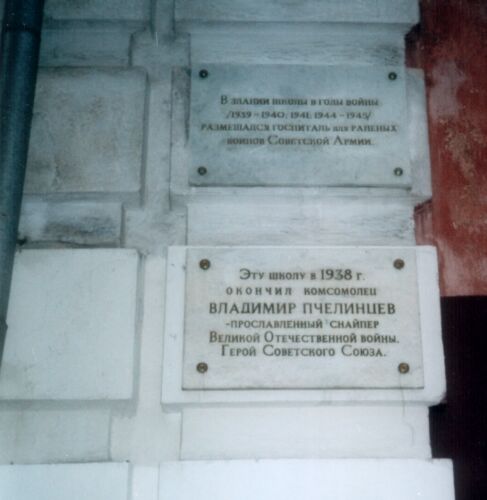 В здании школы в годы войны
/1939-1940; 1941; 1944-1945/
размещался госпиталь для раненых
воинов Советской Армии.
Эту школу в 1938 г.
окончил комсомолец
ВЛАДИМИР ПЧЕЛИНЦЕВ
-прославленный снайпер
Великой Отечественной войны.
Герой Советского Союза.